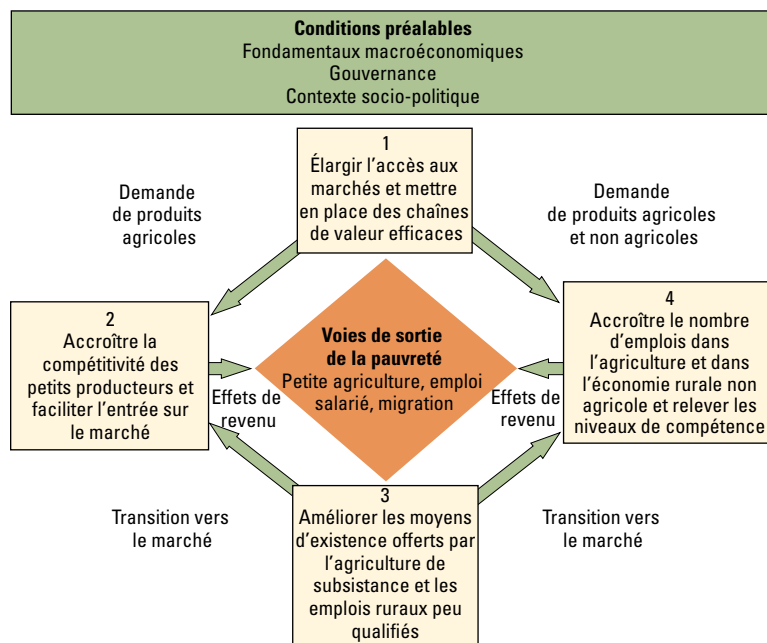 Conditions préalables
Fondamentaux macroéconomiques
Gouvernance
Contexte socio-politique
1
Élargir l’accès aux
marchés et mettre
en place des chaînes
de valeur efficaces
Demande
de produits
agricoles
Demande
de produits agricoles
et non agricoles
2
Accroître la
compétitivité des
petits producteurs et
faciliter l’entrée sur
le marché
Voies de sortie
de la pauvreté
Petite agriculture, emploi
salarié, migration
4
Accroître le nombre
d’emplois dans
l’agriculture et dans
l’économie rurale non
agricole et relever les
niveaux de compétence
Effets de
revenu
Effets de
revenu
Transition vers
le marché
3
Améliorer les moyens
d’existence offerts par
l’agriculture de
subsistance et les
emplois ruraux peu
qualifiés
Transition vers
le marché